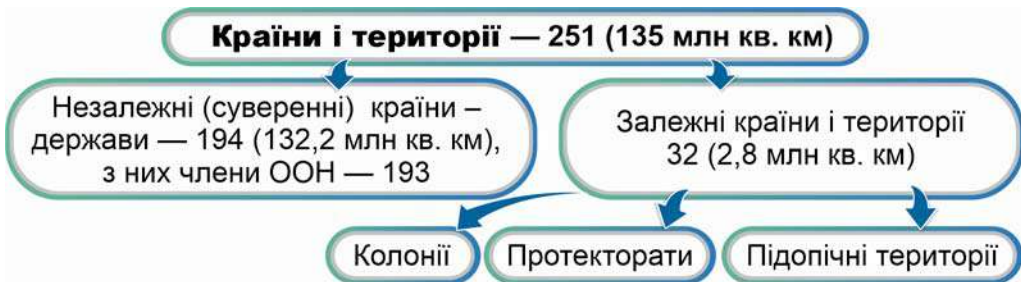 Країни і території — 251 (135 млн кв. км)
Незалежні (суверенні) країни –
держави — 194 (132,2 млн кв. км),
з них члени ООН — 193
Залежні країни і території
32 (2,8 млн кв. км)
Колонії
Протекторати
Підопічні території